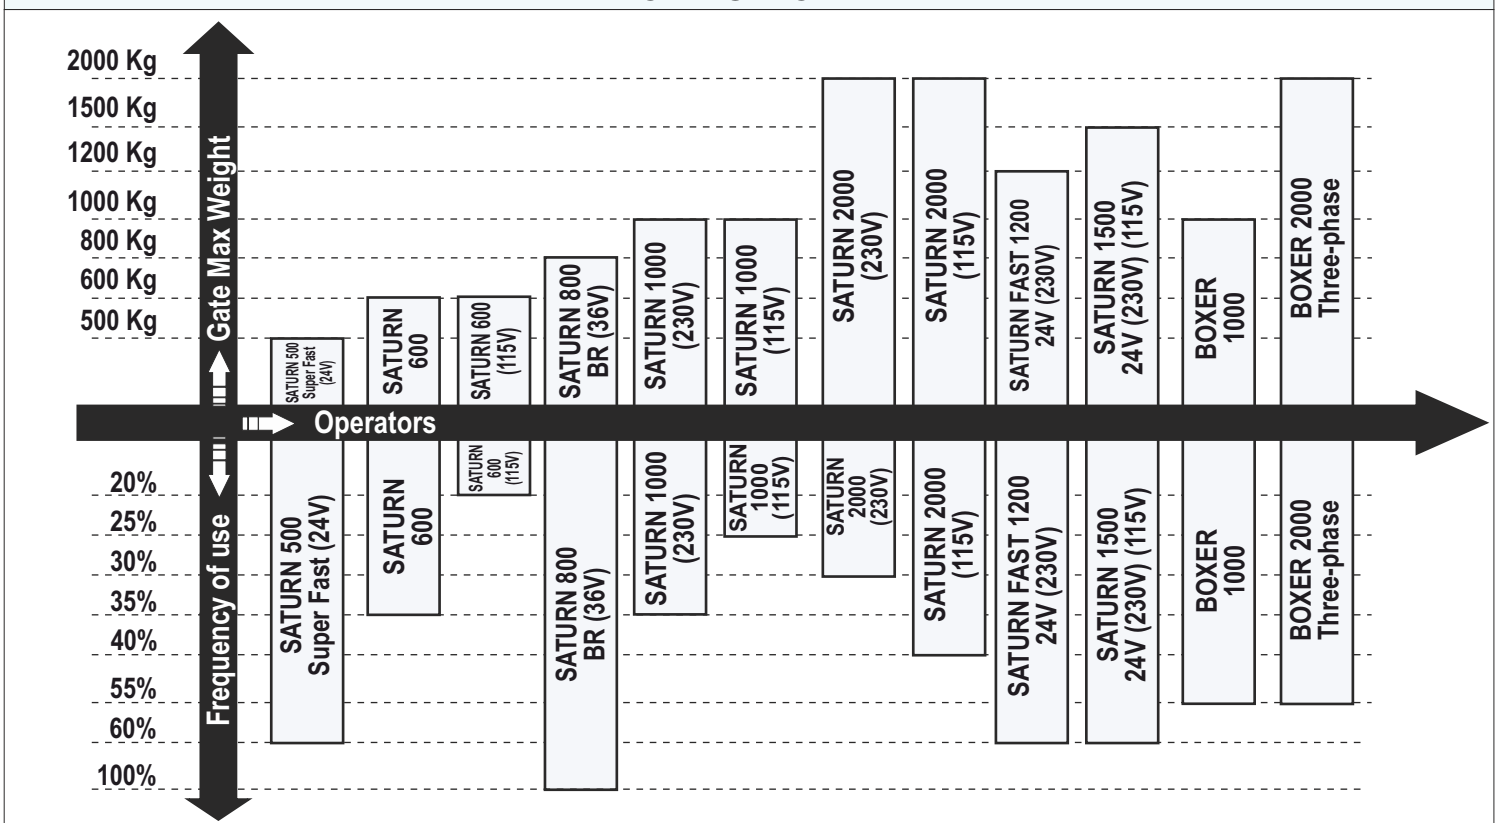 2000 Kg
1500 Kg
1200 Kg
1000 Kg
800 Kg
600 Kg
500 Kg
Gate Max Weight
SATURN 500
Super Fast
(24V)
SATURN
600
SATURN 600
(115V)
SATURN 800
BR (36V)
SATURN 1000
(230V)
SATURN 1000
(115V)
SATURN 2000
(230V)
SATURN 2000
(115V)
SATURN FAST 1200
24V (230V)
SATURN 1500
24V (230V) (115V)
BOXER
1000
BOXER 2000
Three-phase
Operators
20%
25%
30%
35%
40%
55%
60%
100%
Frequency of use
SATURN 500
Super Fast (24V)
SATURN
600
SATURN
600
(115V)
SATURN 800
BR (36V)
SATURN 1000
(230V)
SATURN
1000
(115V)
SATURN
2000
(230V)
SATURN 2000
(115V)
SATURN FAST 1200
24V (230V)
SATURN 1500
24V (230V) (115V)
BOXER
1000
BOXER 2000
Three-phase